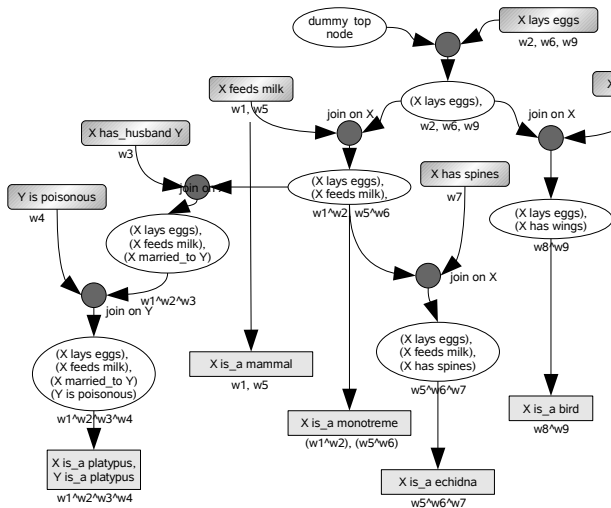 dummy top
node
X lays eggs
w2, w6, w9
X feeds milk
w1, w5
(X lays eggs),
w2, w6, w9
X
join on X
join on X
X has_husband Y
w3
join on
X has spines
w7
Y is poisonous
w4
(X lays eggs),
(X feeds milk),
w1^w2, w5^w6
(X lays eggs),
(X has wings)
w8^w9
(X lays eggs),
(X feeds milk),
(X married_to Y)
w1^w2^w3
join on X
join on Y
(X lays eggs),
(X feeds milk),
(X married_to Y)
(Y is poisonous)
w1^w2^w3^w4
X is_a mammal
w1, w5
(X lays eggs),
(X feeds milk),
(X has spines)
w5^w6^w7
X is_a monotreme
(w1^w2), (w5^w6)
X is_a bird
w8^w9
X is_a platypus,
Y is_a platypus
w1^w2^w3^w4
X is_a echidna
w5^w6^w7